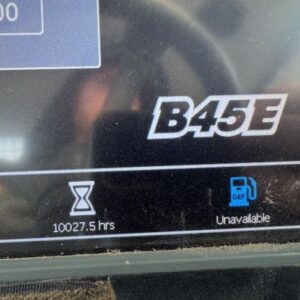 00
B45E
10027.5 hrs
DEF
Unavailable